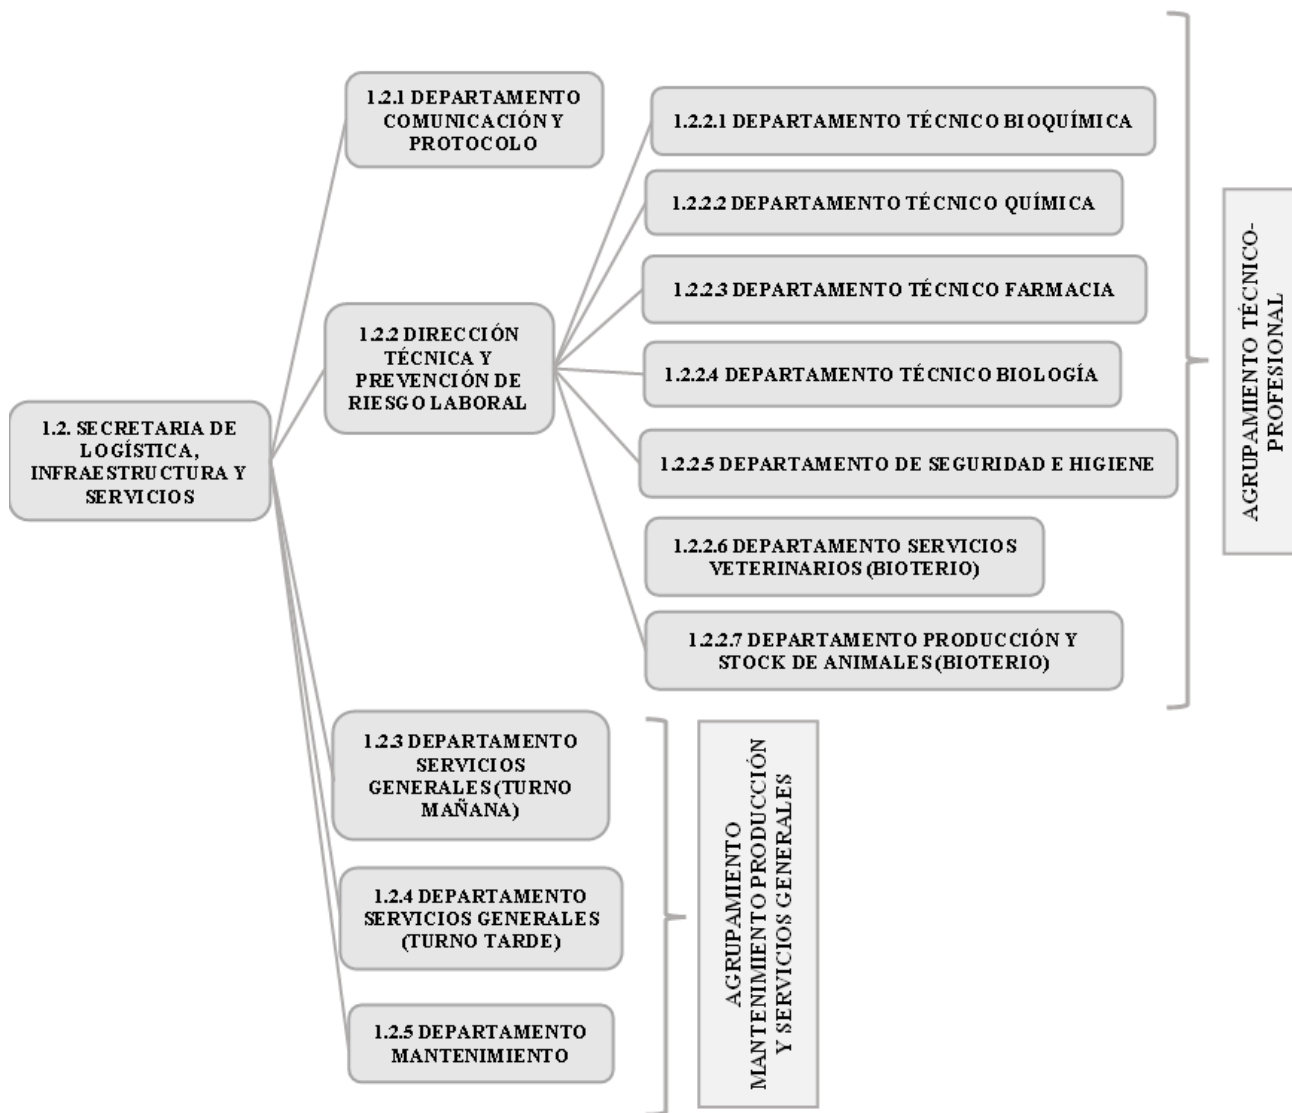 1.2. SECRETARIA DE
LOGÍSTICA,
INFRAESTRUCTURA Y
SERVICIOS
1.2.1 DEPARTAMENTO
COMUNICACIÓN Y
PROTOCOLO
1.2.2 DIRECCIÓN
TÉCNICA Y
PREVENCIÓN DE
RIESGO LABORAL
1.2.2.1 DEPARTAMENTO TÉCNICO BIOQUÍMICA
1.2.2.2 DEPARTAMENTO TÉCNICO QUÍMICA
1.2.2.3 DEPARTAMENTO TÉCNICO FARMACIA
1.2.2.4 DEPARTAMENTO TÉCNICO BIOLOGÍA
1.2.2.5 DEPARTAMENTO DE SEGURIDAD E HIGIENE
1.2.2.6 DEPARTAMENTO SERVICIOS
VETERINARIOS (BIOTERIO)
1.2.2.7 DEPARTAMENTO PRODUCCIÓN Y
STOCK DE ANIMALES (BIOTERIO)
AGRUPAMIENTO TÉCNICO-
PROFESIONAL
1.2.3 DEPARTAMENTO
SERVICIOS
GENERALES (TURNO
MAÑANA)
1.2.4 DEPARTAMENTO
SERVICIOS GENERALES
(TURNO TARDE)
1.2.5 DEPARTAMENTO
MANTENIMIENTO
AGRUPAMIENTO
MANTENIMIENTO PRODUCCIÓN
Y SERVICIOS GENERALES